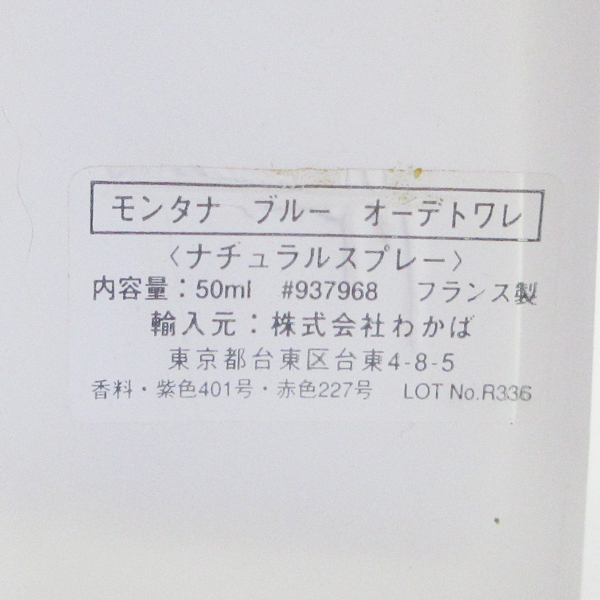 モンタナ ブルー オーデトワレ
〈ナチュラルスプレー〉
内容量：50ml #937968 フランス製
輸入元：株式会社わかば
東京都台東区台東4-8-5
香料・紫色401号・赤色227号 LOT No.R336